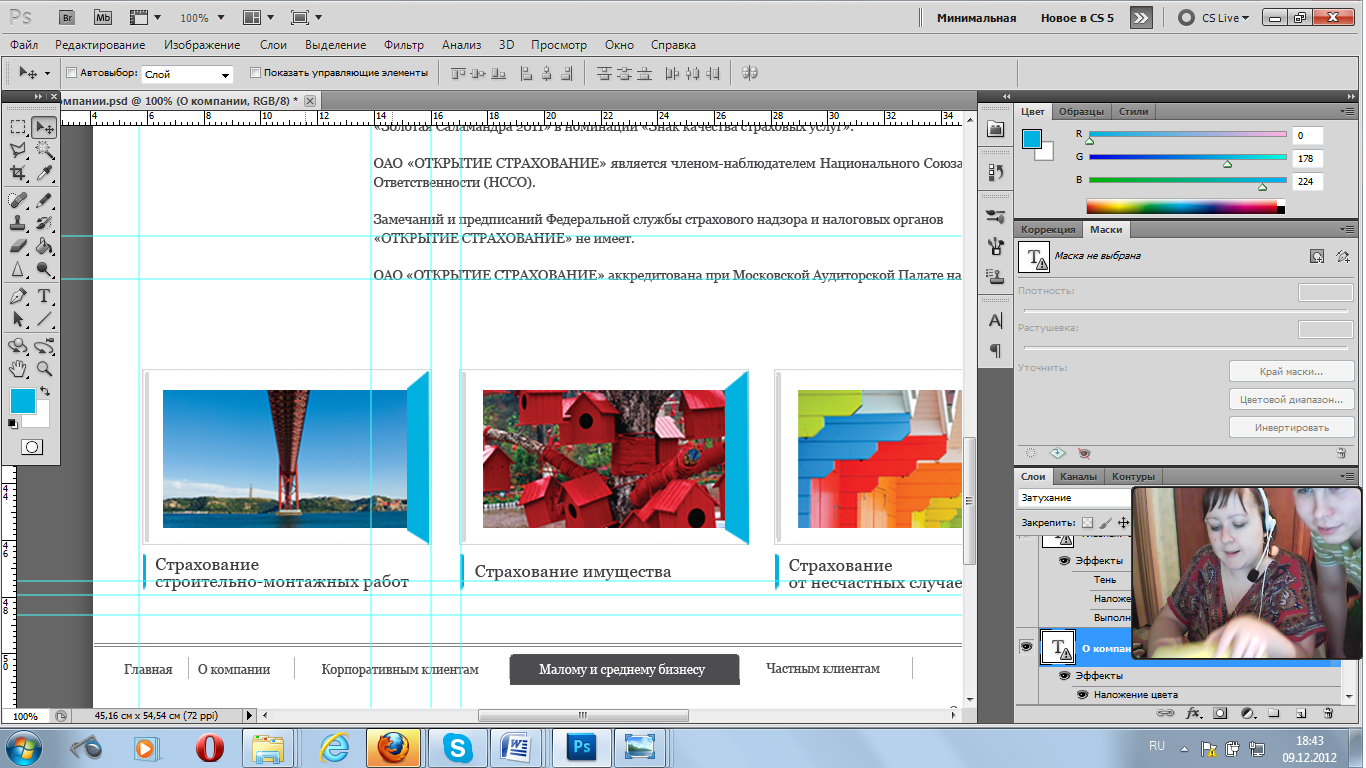 Ps
Br
Mb
100%
Минимальная
Новое в CS 5
CS Live
Файл Редактирование Изображение Слои Выделение Фильтр Анализ 3D Просмотр Окно Справка
Автовыбор: Слой
Показать управляющие элементы
омпании.psd @ 100% (О компании, RGB/8) *
4 6 8 10 12 14 16 18 20 22 24 26 28 30 32 34
«Золотая Саламандра 2011» в номинации «Знак качества страховых услуг».
ОАО «ОТКРЫТИЕ СТРАХОВАНИЕ» является членом-наблюдателем Национального Союза
Ответственности (НССО).
Замечаний и предписаний Федеральной службы страхового надзора и налоговых органов
«ОТКРЫТИЕ СТРАХОВАНИЕ» не имеет.
ОАО «ОТКРЫТИЕ СТРАХОВАНИЕ» аккредитована при Московской Аудиторской Палате на
44
46
48
50
Страхование
строительно-монтажных работ
Страхование имущества
Страхование
от несчастных случае
Главная
О компании
Корпоративным клиентам
Малому и среднему бизнесу
Частным клиентам
100%
45,16 см x 54,54 см (72 ppi)
Цвет Образцы Стили
R 0
G 178
B 224
Коррекция Маски
Маска не выбрана
Плотность:
Растушевка:
Уточнить:
Край маски...
Цветовой диапазон...
Инвертировать
Слои Каналы Контуры
Затухание
Закрепить:
Эффекты
Тень
Наложе
Выполн
О компан
Эффекты
Наложение цвета
RU
18:43
09.12.2012